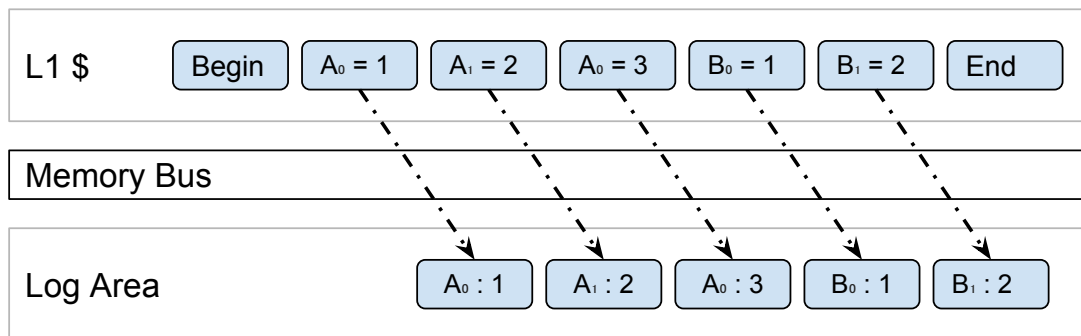 L1 $ Begin A₀ = 1 A₁ = 2 A₀ = 3 B₀ = 1 B₁ = 2 End
Memory Bus
Log Area A₀ : 1 A₁ : 2 A₀ : 3 B₀ : 1 B₁ : 2